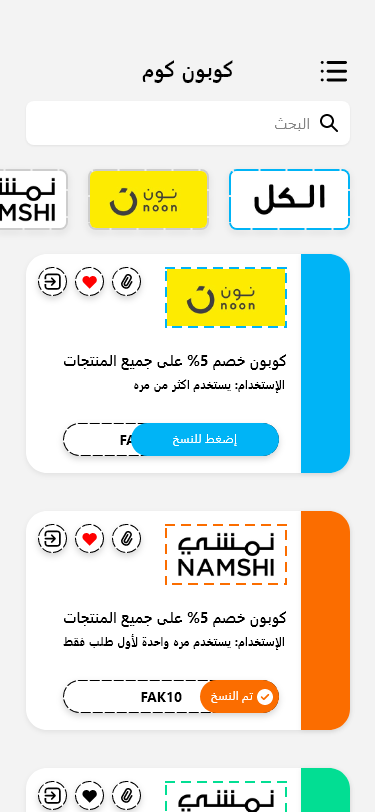 كوبون كوم
البحث
الكل
نون
noon
نمشي
MSHI
نون
noon
كوبون خصم 5% على جميع المنتجات
الإستخدام: يستخدم اكثر من مره
FA
إضغط للنسخ
نمشي
NAMSHI
كوبون خصم 5% على جميع المنتجات
الإستخدام: يستخدم مره واحدة لأول طلب فقط
تم النسخ
FAK10
نمشي
NAMSHI